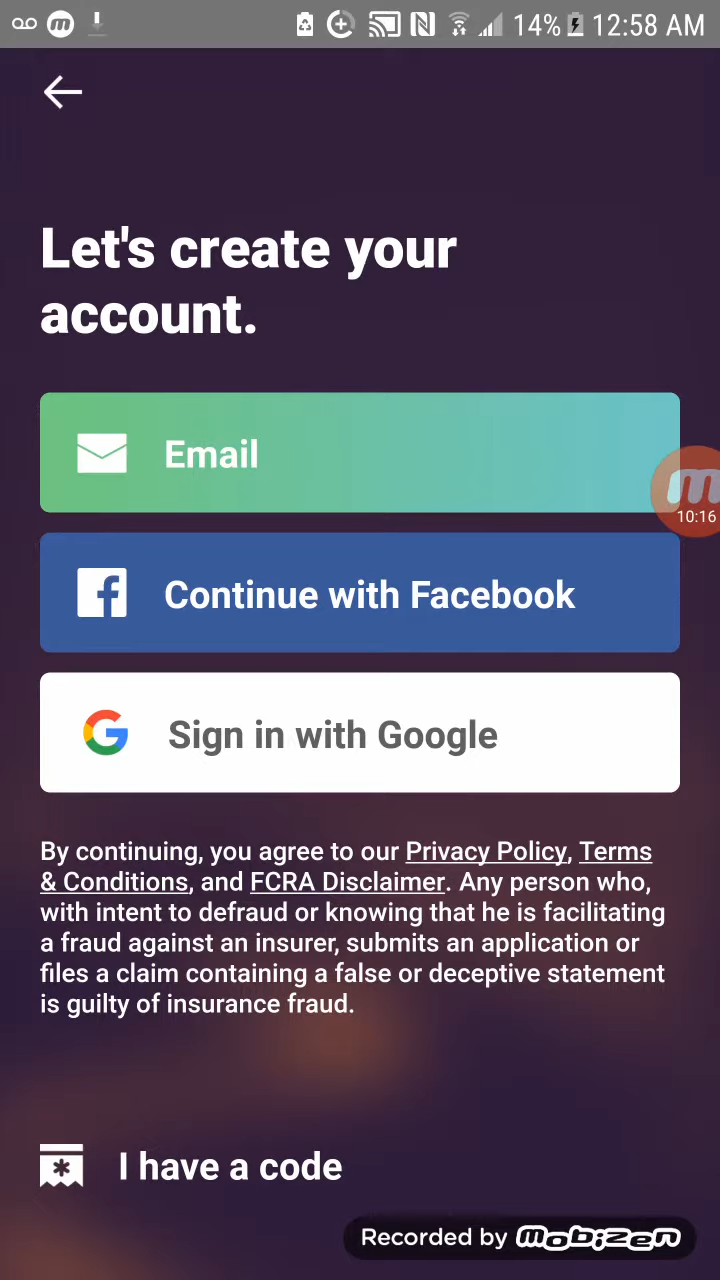 14% 12:58 AM
Let's create your
account.
Email
10:16
Continue with Facebook
Sign in with Google
By continuing, you agree to our Privacy Policy, Terms
& Conditions, and FCRA Disclaimer. Any person who,
with intent to defraud or knowing that he is facilitating
a fraud against an insurer, submits an application or
files a claim containing a false or deceptive statement
is guilty of insurance fraud.
I have a code
Recorded by mobizen